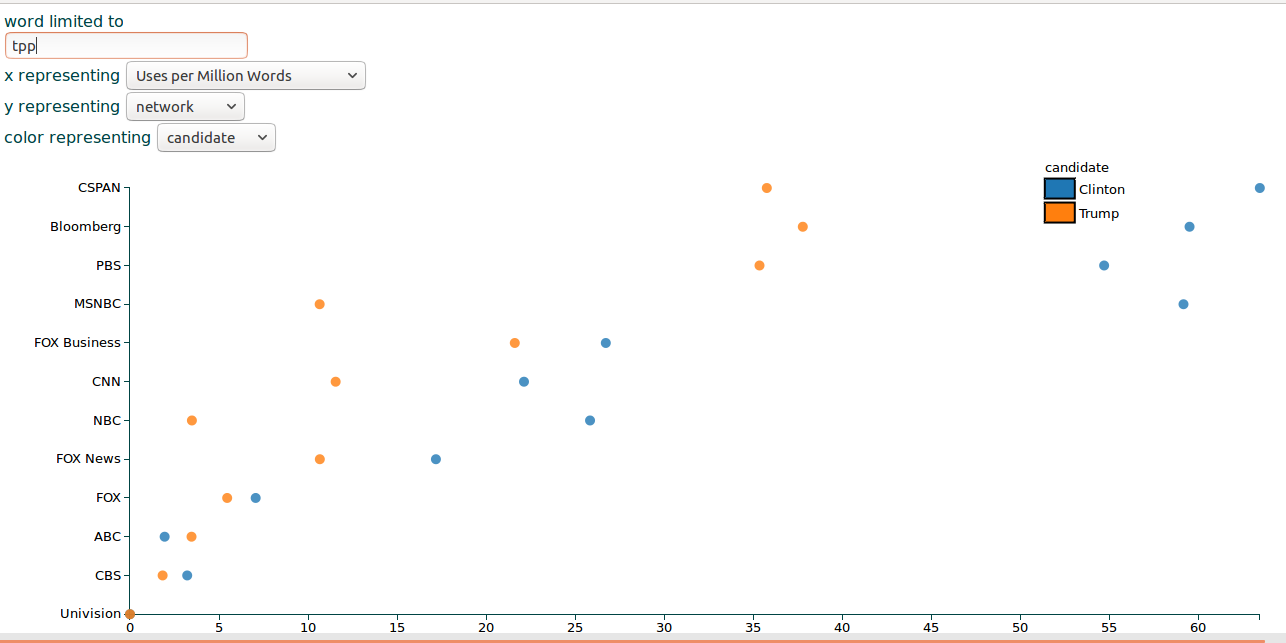 word limited to
tpp
x representing Uses per Million Words
y representing network
color representing candidate
candidate
Clinton
Trump
CSPAN
Bloomberg
PBS
MSNBC
FOX Business
CNN
NBC
FOX News
FOX
ABC
CBS
Univision
0 5 10 15 20 25 30 35 40 45 50 55 60